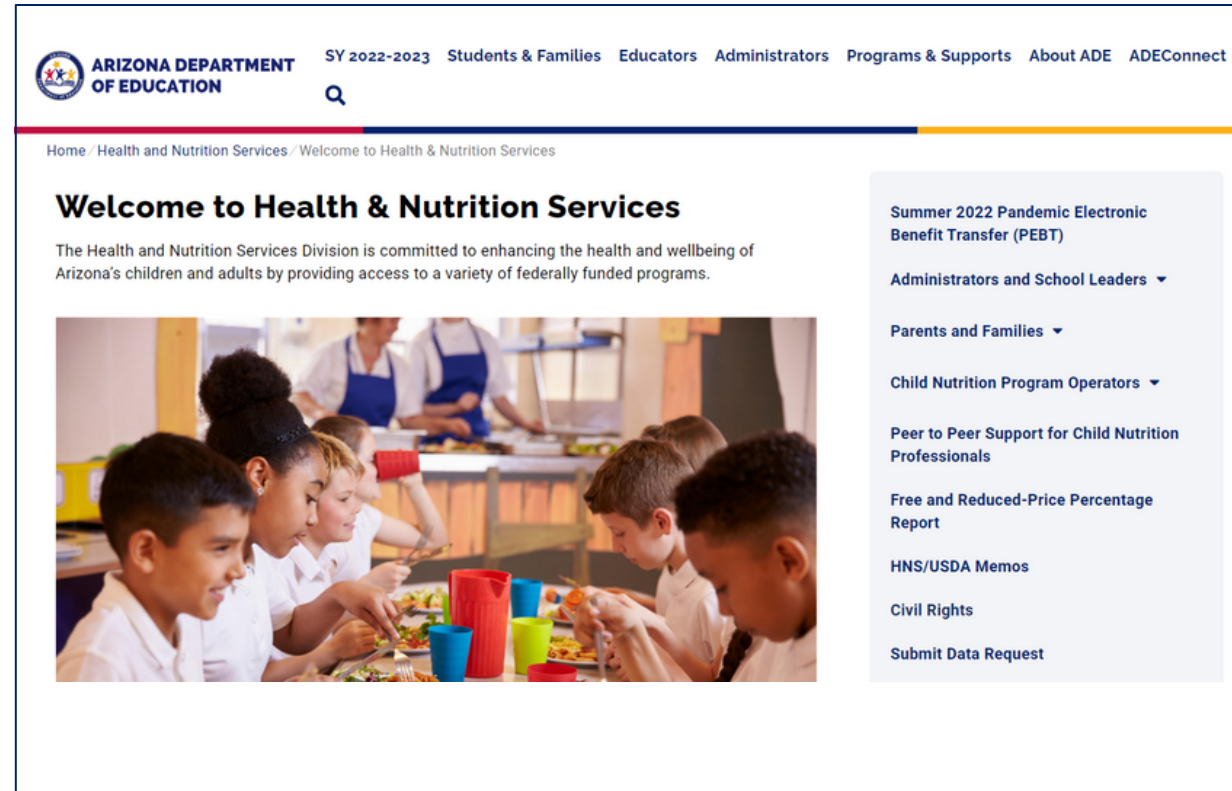 ARIZONA DEPARTMENT
OF EDUCATION
SY 2022-2023 Students & Families Educators Administrators Programs & Supports About ADE ADEConnect
Home/Health and Nutrition Services/Welcome to Health & Nutrition Services
Welcome to Health & Nutrition Services
The Health and Nutrition Services Division is committed to enhancing the health and wellbeing of
Arizona's children and adults by providing access to a variety of federally funded programs.
Summer 2022 Pandemic Electronic
Benefit Transfer (PEBT)
Administrators and School Leaders
Parents and Families
Child Nutrition Program Operators
Peer to Peer Support for Child Nutrition
Professionals
Free and Reduced-Price Percentage
Report
HNS/USDA Memos
Civil Rights
Submit Data Request